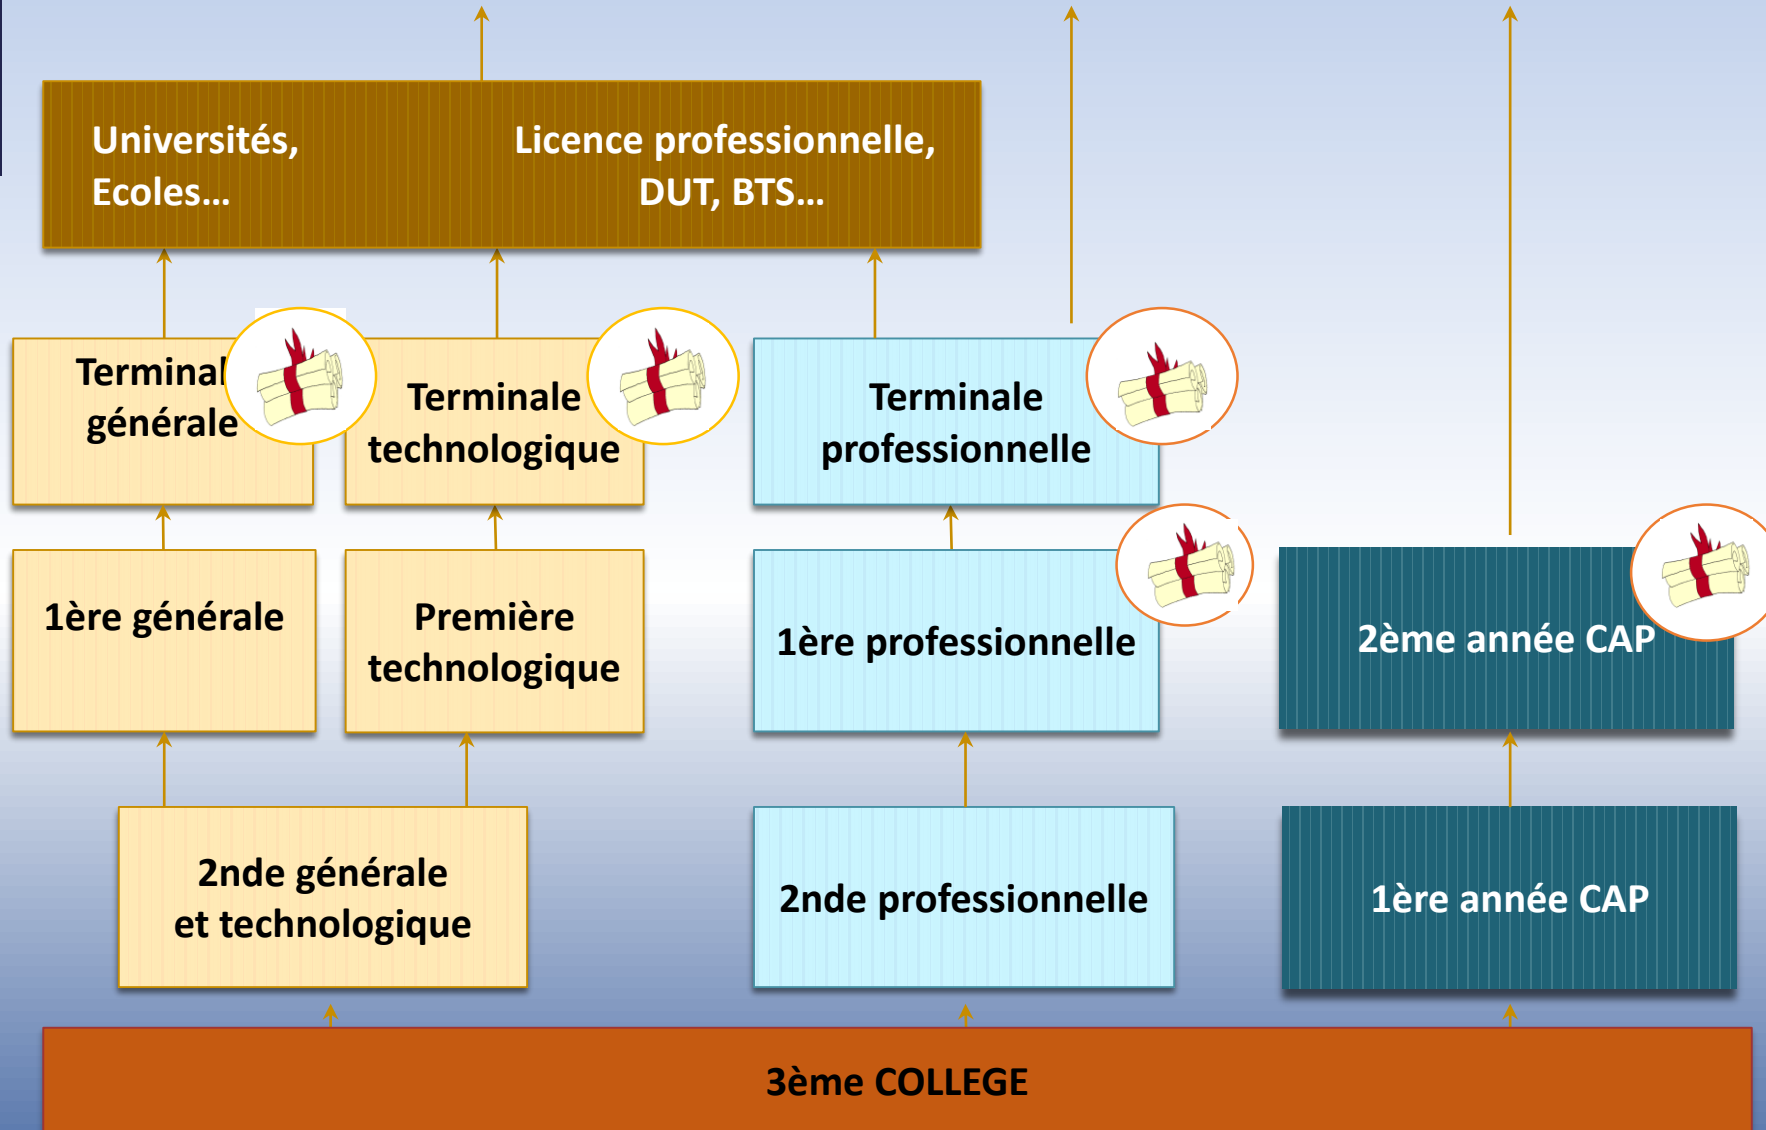 Universités,
Ecoles...
Licence professionnelle,
DUT, BTS...
Terminal
générale
Terminale
technologique
Terminale
professionnelle
1ère générale
Première
technologique
1ère professionnelle
2ème année CAP
2nde générale
et technologique
2nde professionnelle
1ère année CAP
3ème COLLEGE